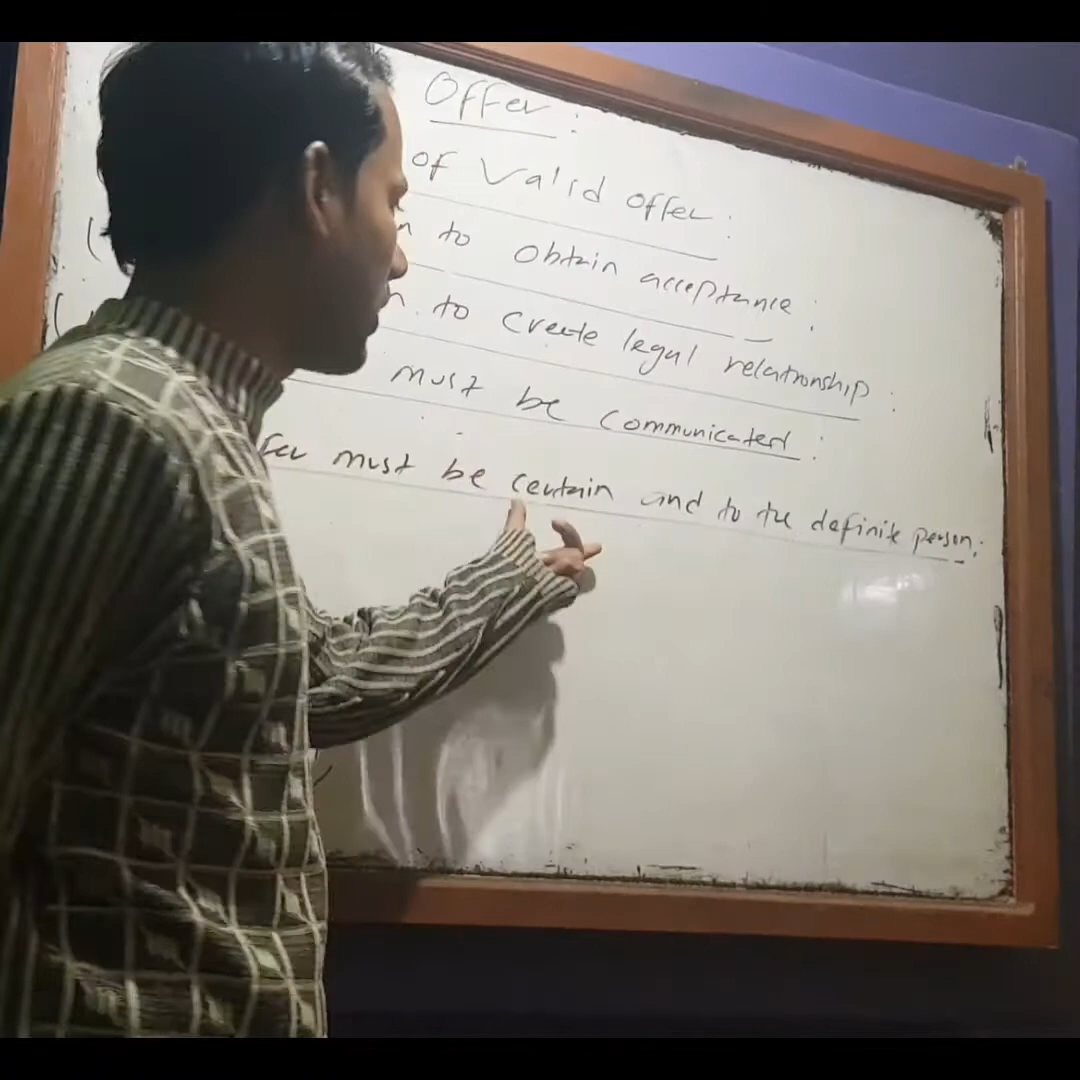 Offer:
of Valid offer:
n to obtain acceptance:
n to create legal relationship:
must be communicated:
fer must be certain and to the definite person: